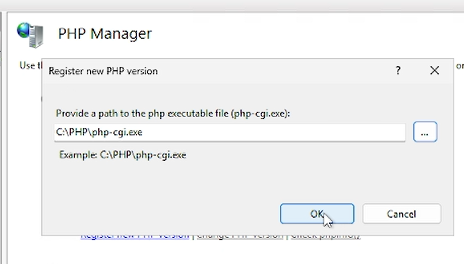 PHP Manager
Use th
Register new PHP version
?
Provide a path to the php executable file (php-cgi.exe):
C:\PHP\php-cgi.exe
...
Example: C:\PHP\php-cgi.exe
OK
Cancel
Register new PHP version | Change PHP version | Check phpinfo()